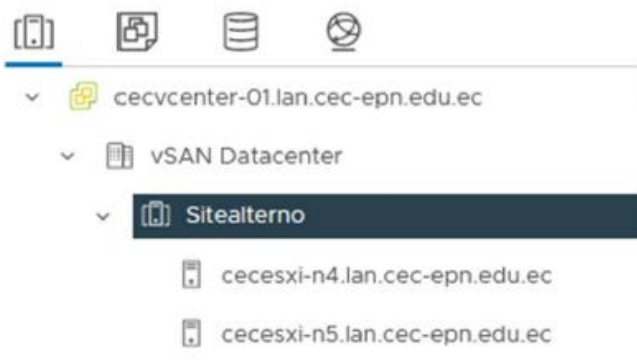 cecvcenter-01.lan.cec-epn.edu.ec
vSAN Datacenter
Sitealterno
cecesxi-n4.lan.cec-epn.edu.ec
cecesxi-n5.lan.cec-epn.edu.ec